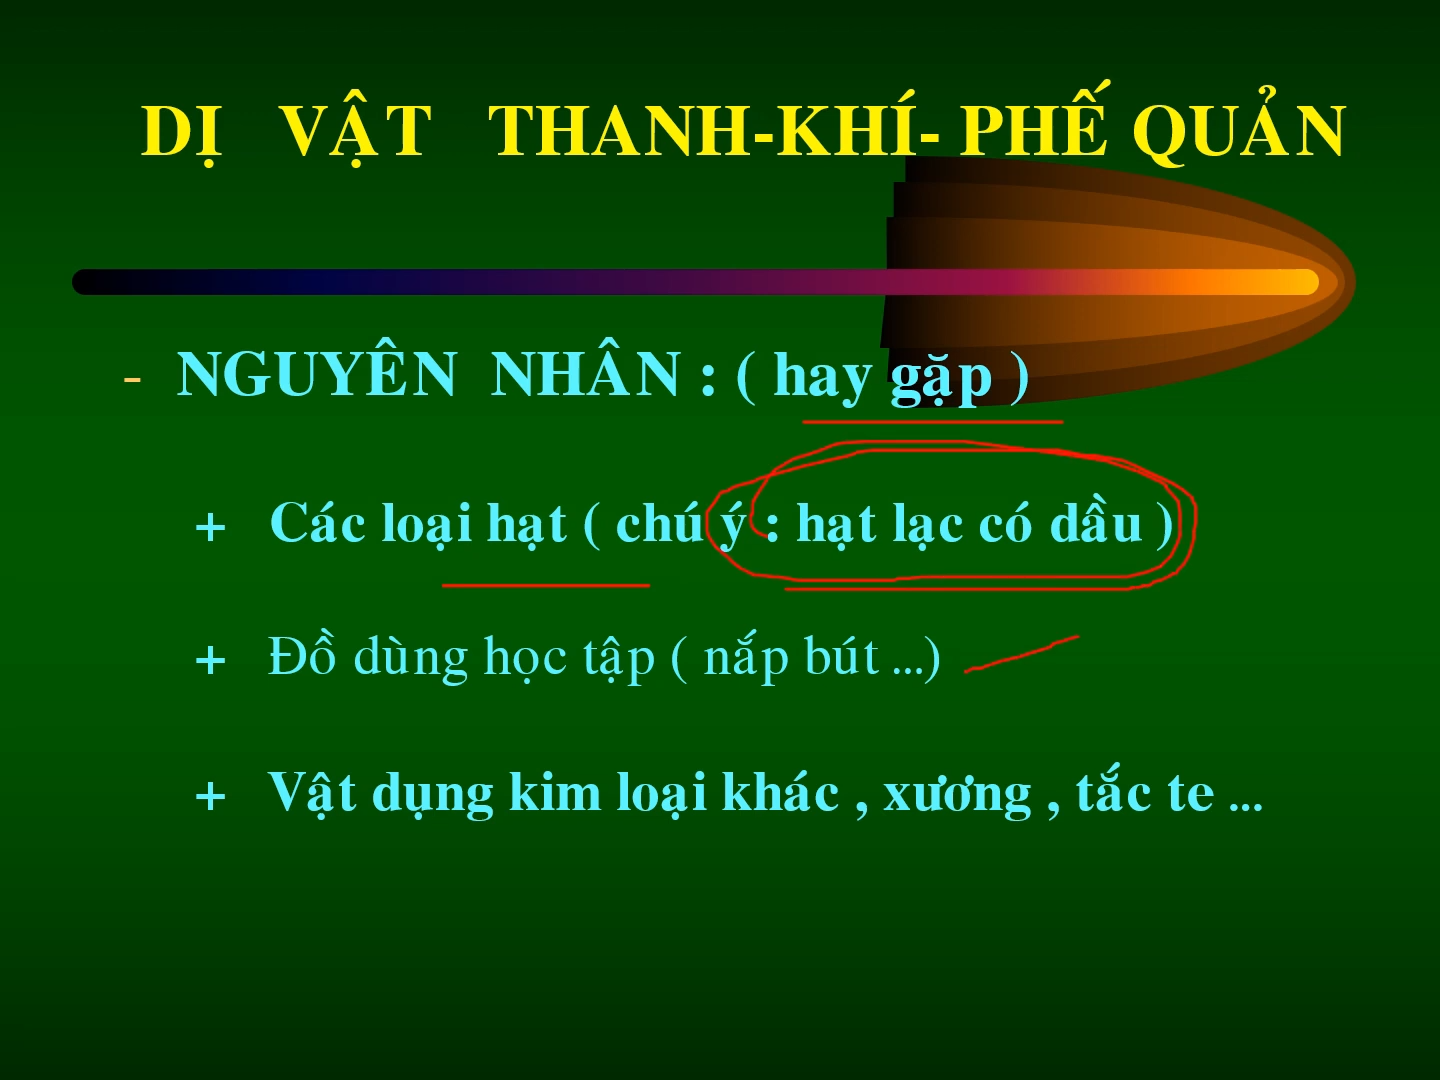 DỊ VẬT THANH-KHÍ- PHẾ QUẢN
- NGUYÊN NHÂN : ( hay gặp )
+ Các loại hạt ( chú ý : hạt lạc có dầu )
+ Đồ dùng học tập ( nắp bút ...)
+ Vật dụng kim loại khác , xương , tắc te ...